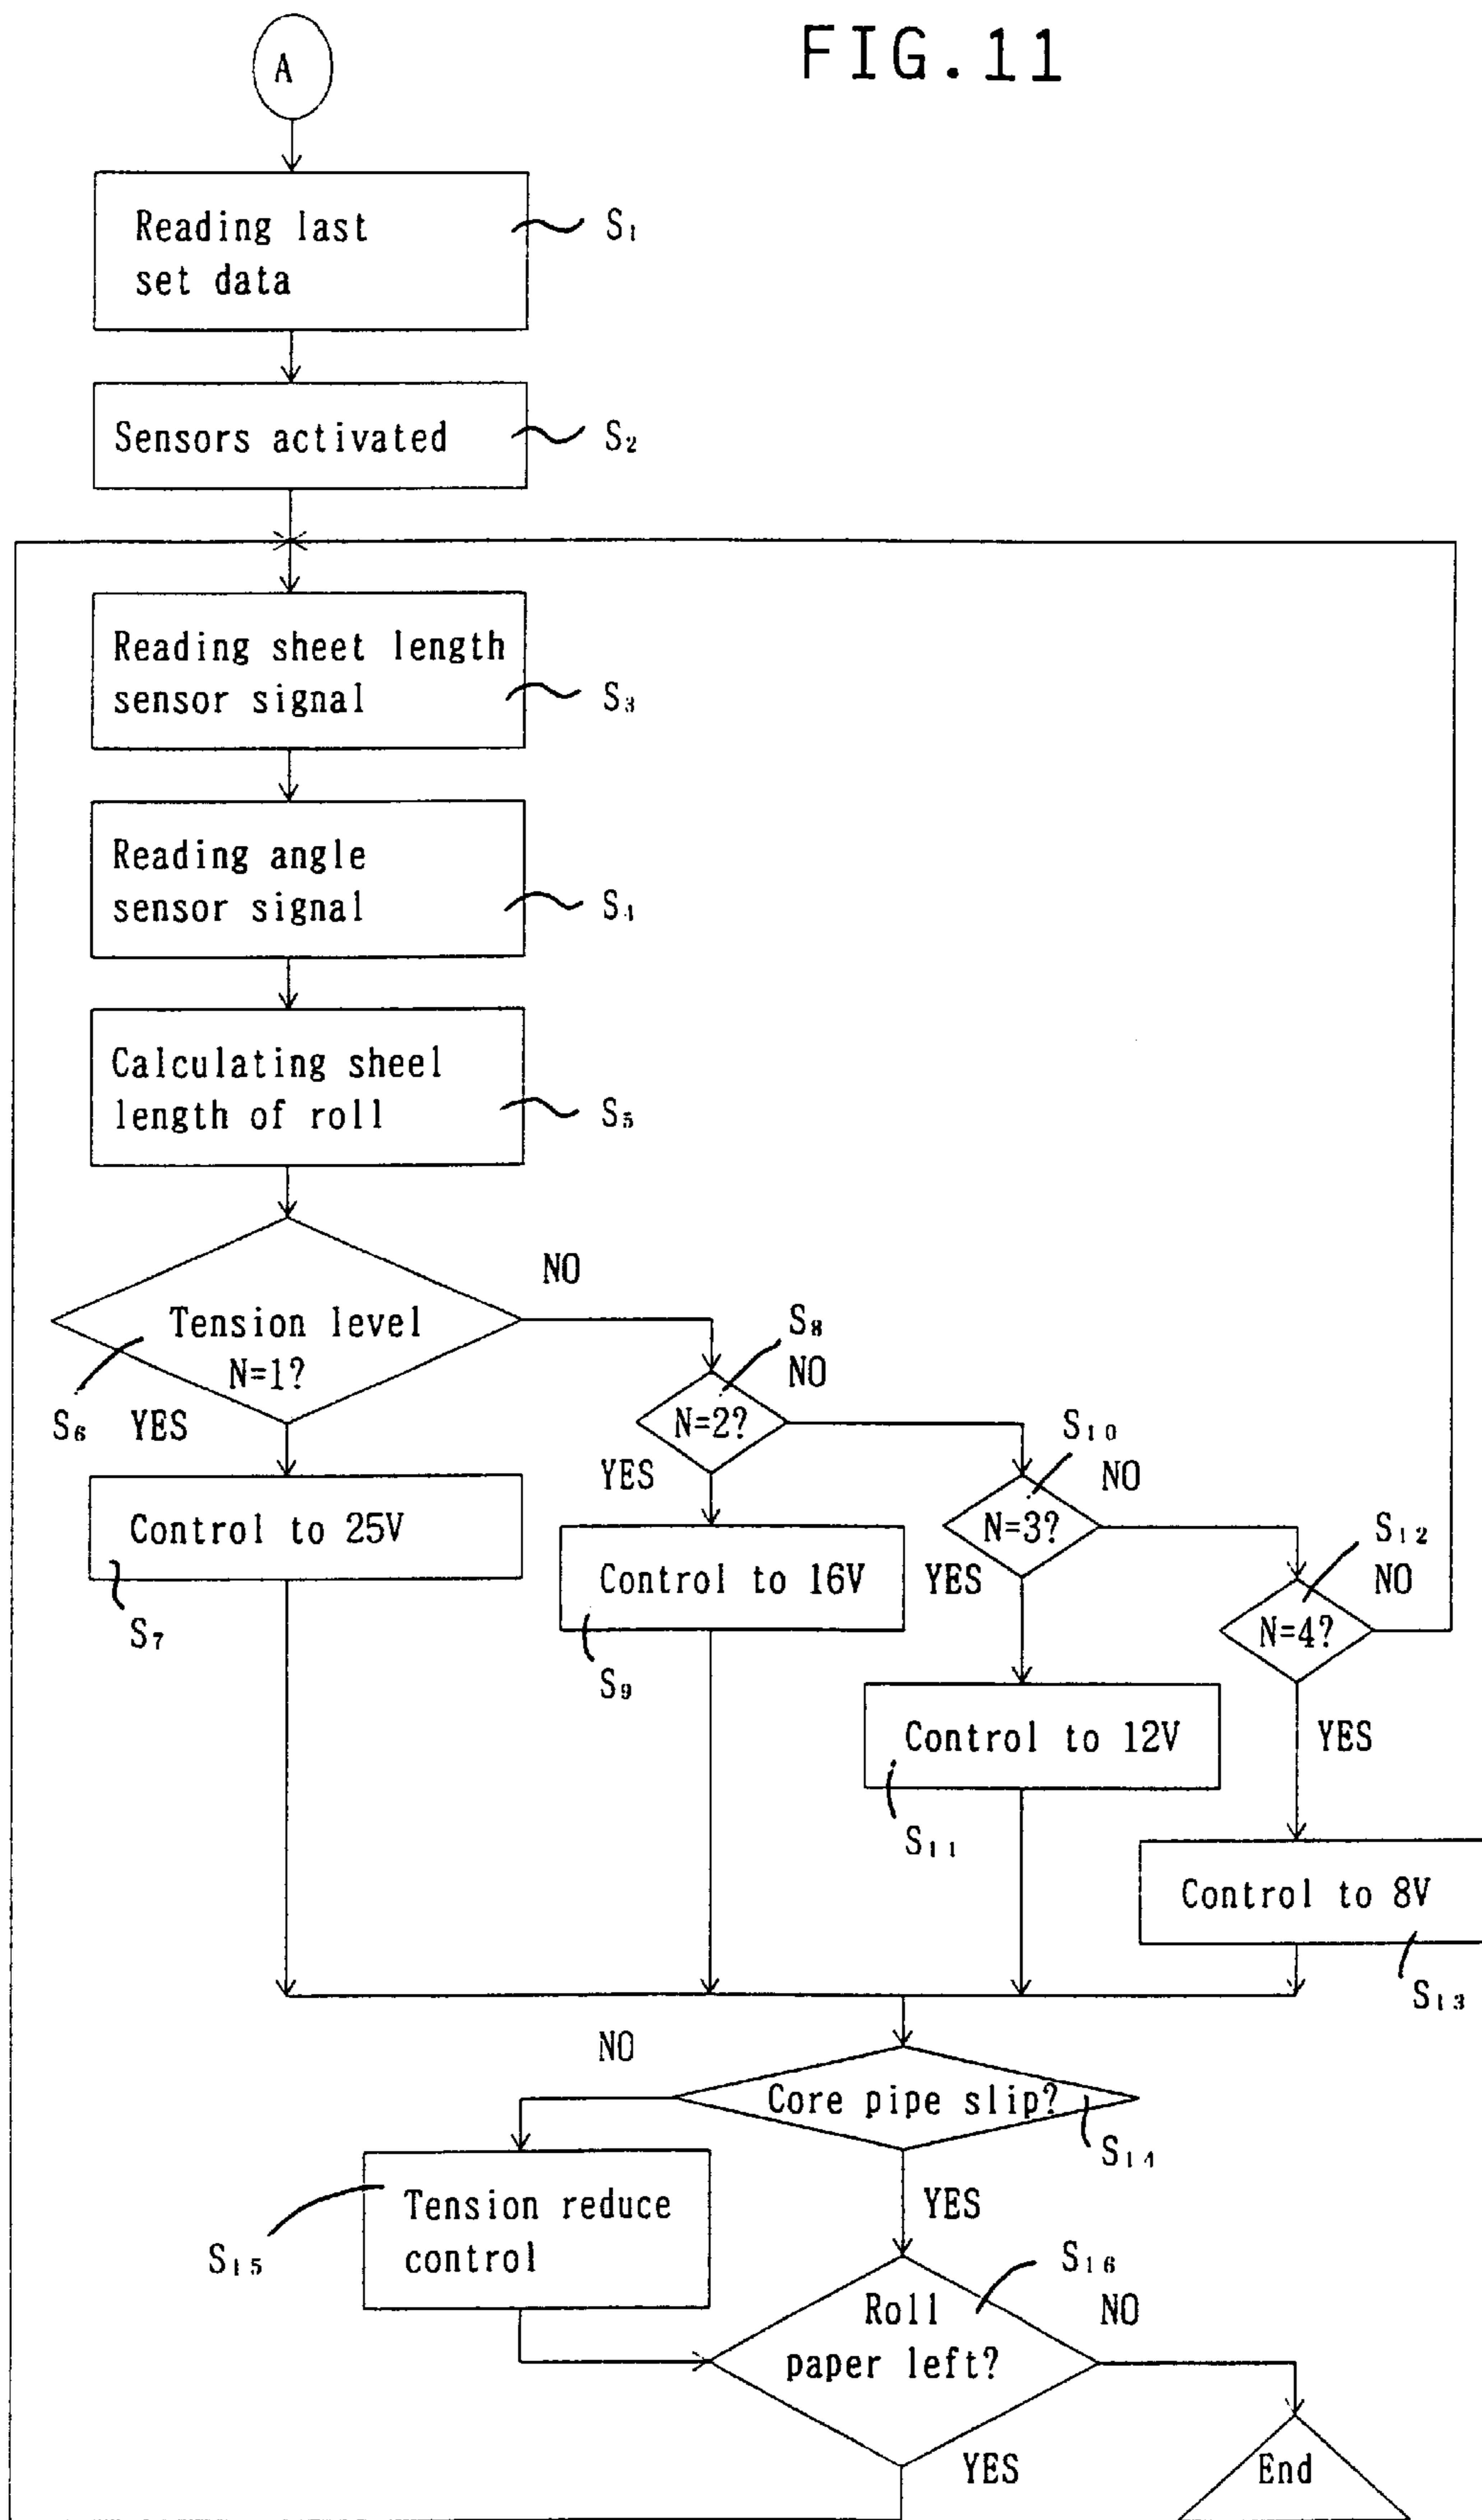 FIG.11
A
Reading last
set data
S₁
Sensors activated
S₂
Reading sheet length
sensor signal
S₃
Reading angle
sensor signal
S₄
Calculating sheel
length of roll
S₅
Tension level
N=1?
NO
S₆
YES
Control to 25V
S₇
S₈
NO
N=2?
YES
Control to 16V
S₉
S₁₀
NO
N=3?
YES
Control to 12V
S₁₁
S₁₂
NO
N=4?
YES
Control to 8V
S₁₃
NO
Core pipe slip?
S₁₄
YES
Tension reduce
control
S₁₅
S₁₆
Roll
paper left?
NO
YES
End